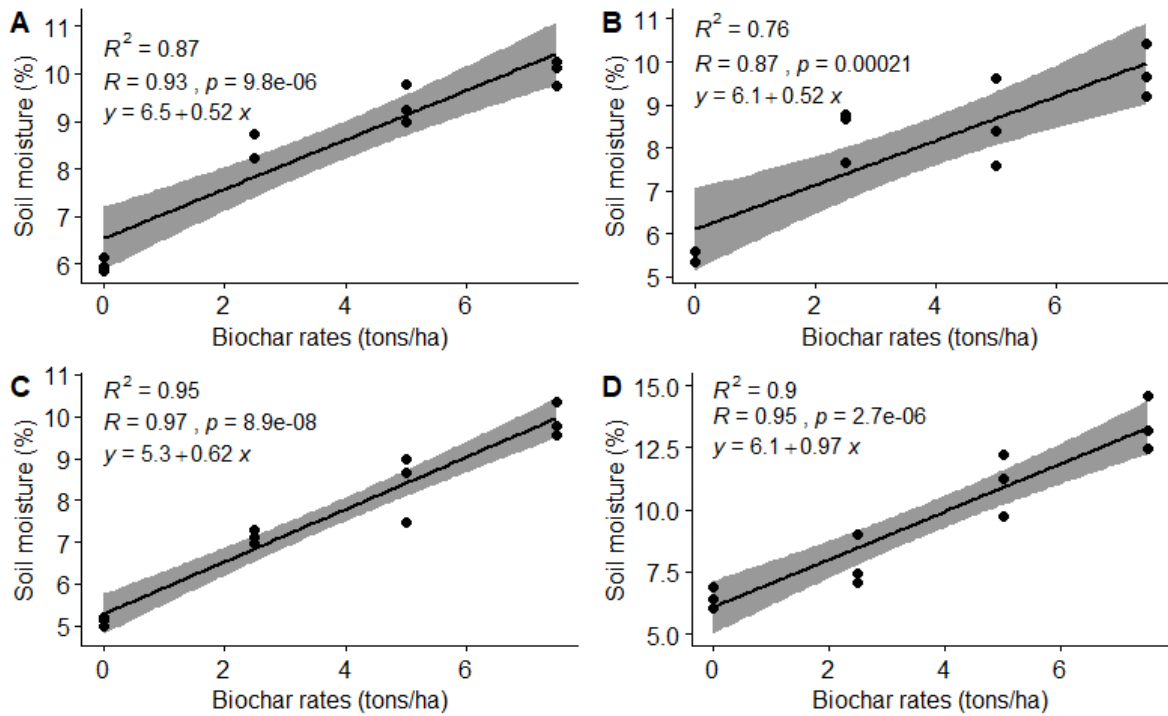 A
R² = 0.87
R = 0.93 , p = 9.8e-06
y = 6.5 + 0.52 x
Soil moisture (%)
11
10
9
8
7
6
0 2 4 6
Biochar rates (tons/ha)
B
R² = 0.76
R = 0.87 , p = 0.00021
y = 6.1 + 0.52 x
Soil moisture (%)
11
10
9
8
7
6
5
0 2 4 6
Biochar rates (tons/ha)
C
R² = 0.95
R = 0.97 , p = 8.9e-08
y = 5.3 + 0.62 x
Soil moisture (%)
11
10
9
8
7
6
5
0 2 4 6
Biochar rates (tons/ha)
D
R² = 0.9
R = 0.95 , p = 2.7e-06
y = 6.1 + 0.97 x
Soil moisture (%)
15.0
12.5
10.0
7.5
5.0
0 2 4 6
Biochar rates (tons/ha)